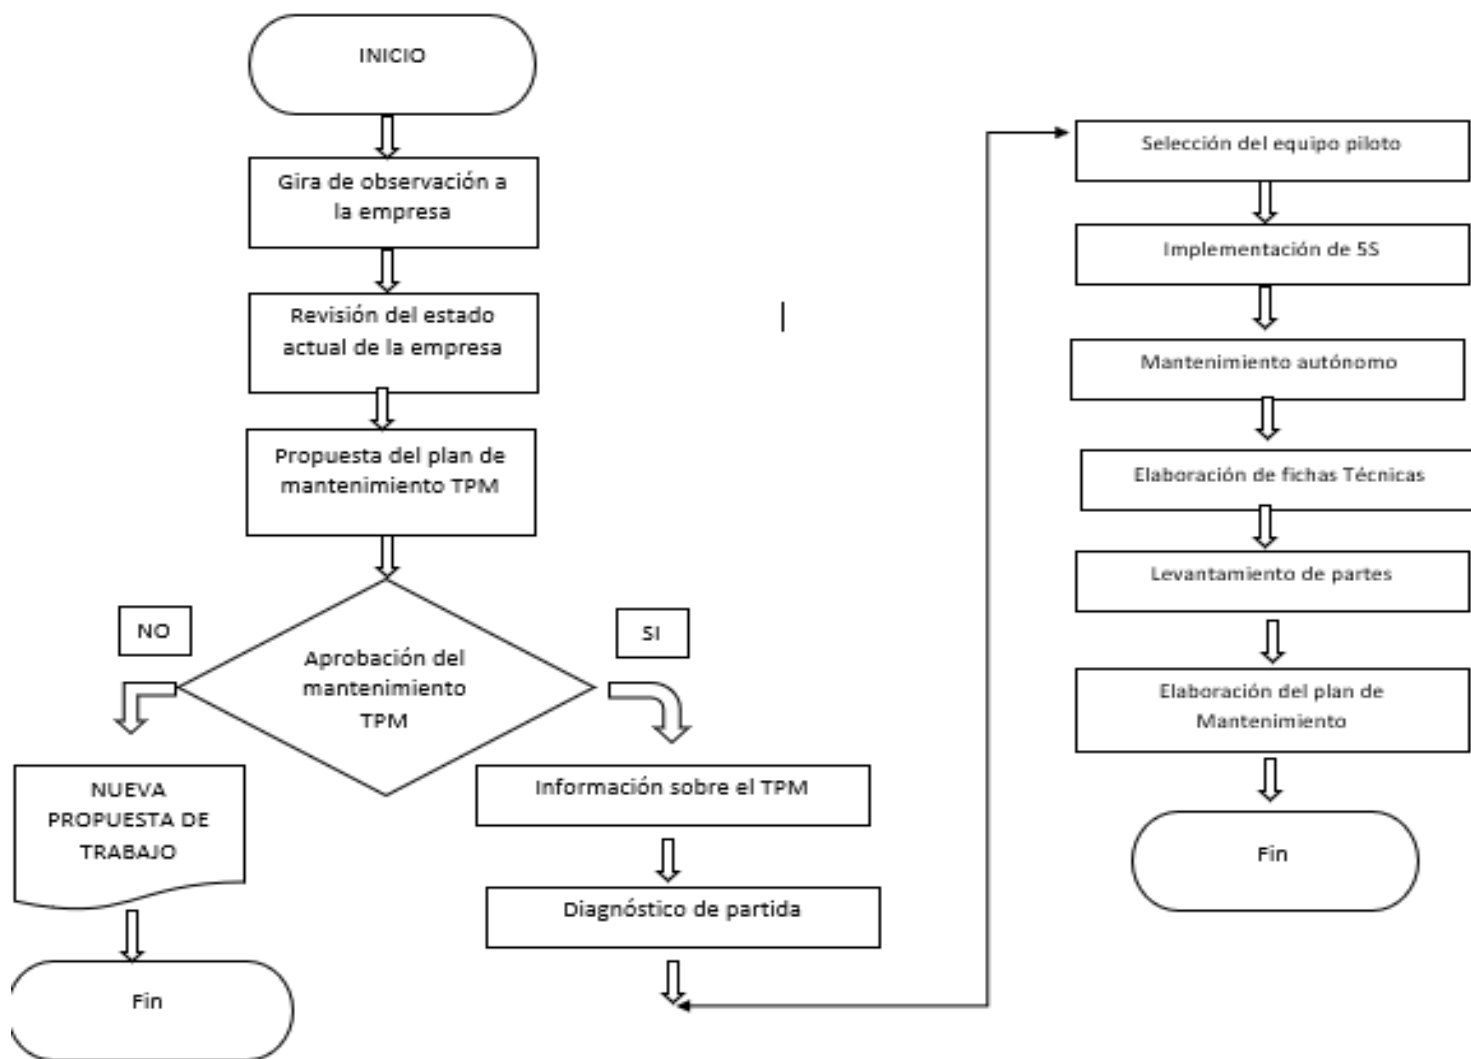 INICIO
Gira de observación a
la empresa
Revisión del estado
actual de la empresa
Propuesta del plan de
mantenimiento TPM
Aprobación del
mantenimiento
TPM
NO
SI
NUEVA
PROPUESTA DE
TRABAJO
Fin
Información sobre el TPM
Diagnóstico de partida
Selección del equipo piloto
Implementación de 5S
Mantenimiento autónomo
Elaboración de fichas Técnicas
Levantamiento de partes
Elaboración del plan de
Mantenimiento
Fin